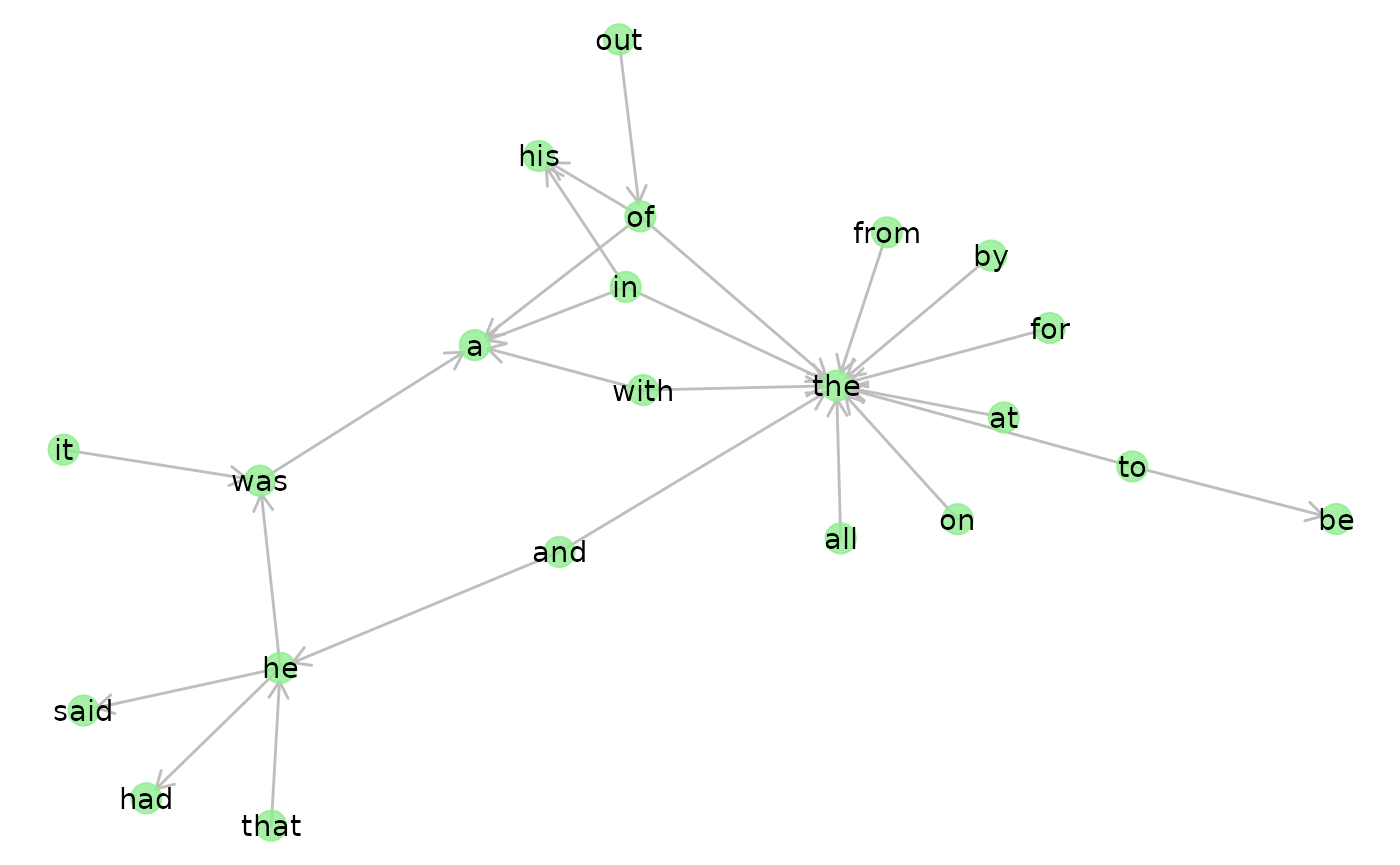 out
his
of
from
by
in
for
a
the
with
at
it
to
was
on
be
all
and
he
said
had
that